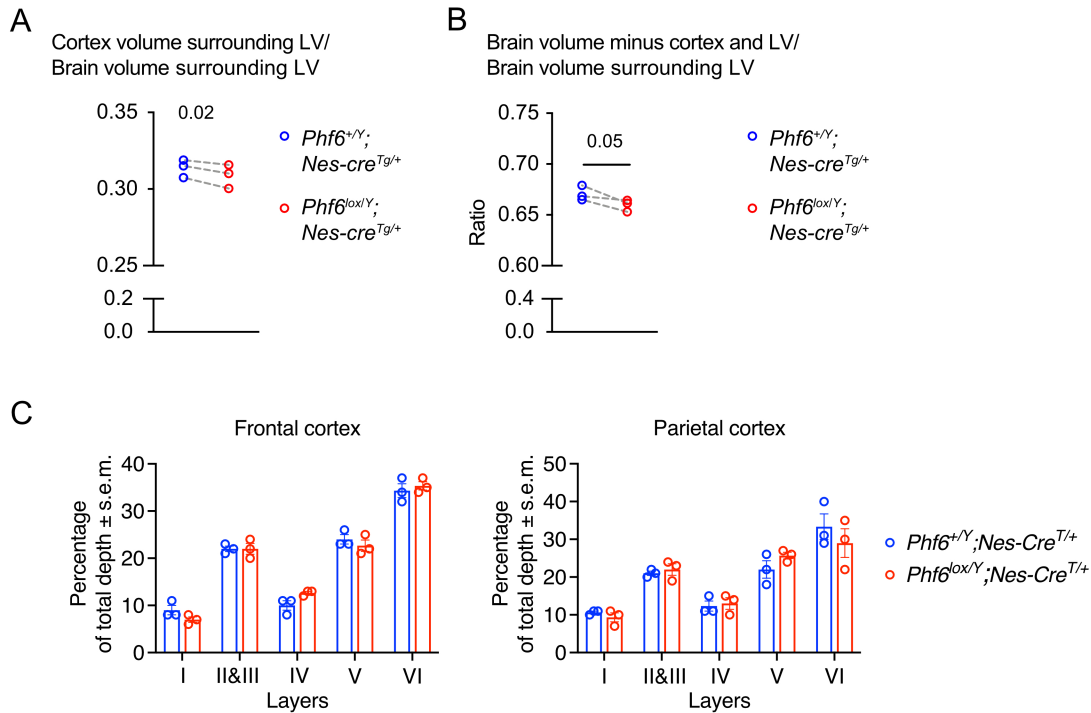 A
Cortex volume surrounding LV/
Brain volume surrounding LV
0.35
0.30
0.25
0.2
0.0
0.02
Phf6+/Y;
Nes-creTg/+
Phf6lox/Y;
Nes-creTg/+
B
Brain volume minus cortex and LV/
Brain volume surrounding LV
Ratio
0.75
0.70
0.65
0.60
0.4
0.0
0.05
Phf6+/Y;
Nes-creTg/+
Phf6lox/Y;
Nes-creTg/+
C
Frontal cortex
Percentage
of total depth ± s.e.m.
40
30
20
10
0
I II&III IV V VI
Layers
Parietal cortex
Percentage
of total depth ± s.e.m.
50
40
30
20
10
0
I II&III IV V VI
Layers
Phf6+/Y;Nes-CreT/+
Phf6lox/Y;Nes-CreT/+